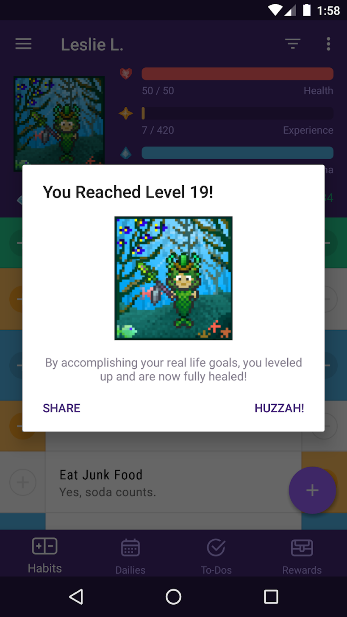 1:58
Leslie L.
50 / 50
Health
7 / 420
Experience
You Reached Level 19!
By accomplishing your real life goals, you leveled
up and are now fully healed!
SHARE
HUZZAH!
Eat Junk Food
Yes, soda counts.
Habits
Dailies
To-Dos
Rewards